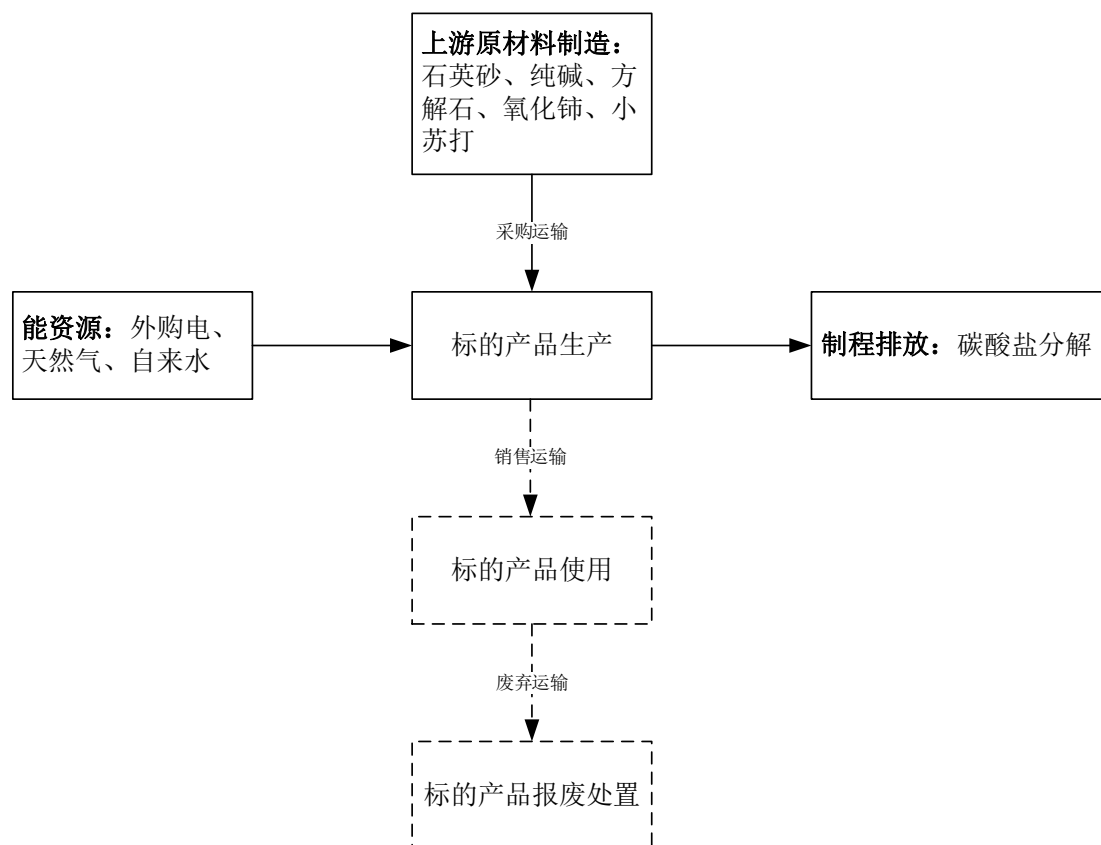 上游原材料制造：
石英砂、纯碱、方
解石、氧化铈、小
苏打
采购运输
能资源：外购电、
天然气、自来水
标的产品生产
制程排放：碳酸盐分解
销售运输
标的产品使用
废弃运输
标的产品报废处置